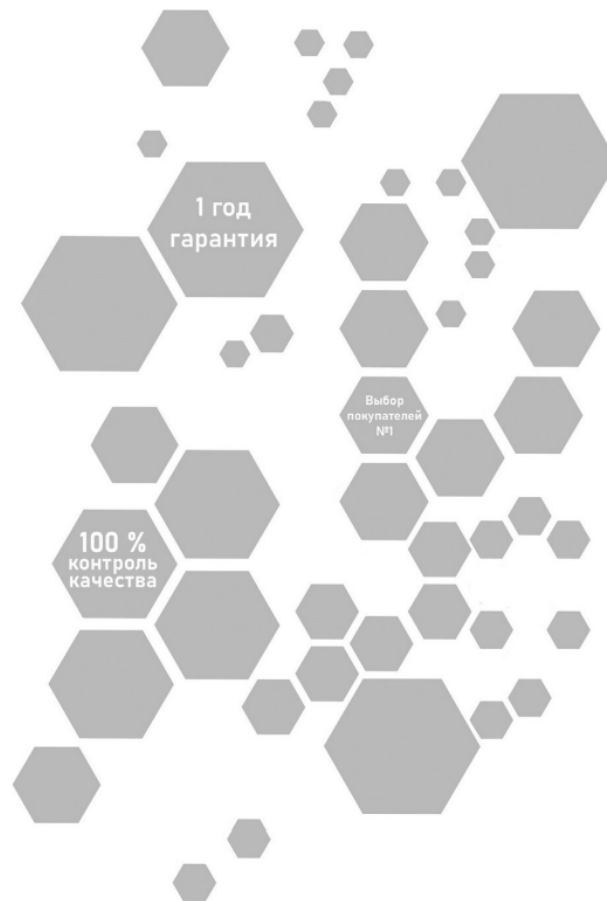 1 год
гарантия
Выбор
покупателей
№1
100 %
контроль
качества